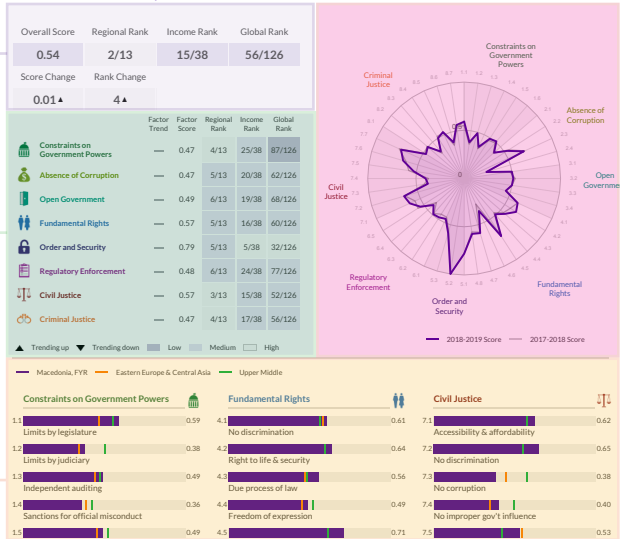 Overall Score Regional Rank Income Rank Global Rank
0.54 2/13 15/38 56/126
Score Change Rank Change
0.01▲ 4▲
Factor Trend Factor Score Regional Rank Income Rank Global Rank
Constraints on Government Powers — 0.47 4/13 25/38 87/126
Absence of Corruption — 0.47 5/13 20/38 62/126
Open Government — 0.49 6/13 19/38 68/126
Fundamental Rights — 0.57 5/13 16/38 60/126
Order and Security — 0.79 5/13 5/38 32/126
Regulatory Enforcement — 0.48 6/13 24/38 77/126
Civil Justice — 0.57 3/13 15/38 52/126
Criminal Justice — 0.47 4/13 17/38 56/126
▲ Trending up ▼ Trending down Low Medium High
Constraints on
Government
Powers
Criminal
Justice
Absence of
Corruption
Open
Governme
Civil
Justice
Regulatory
Enforcement
Fundamental
Rights
Order and
Security
0
2018-2019 Score 2017-2018 Score
Macedonia, FYR Eastern Europe & Central Asia Upper Middle
Constraints on Government Powers Fundamental Rights Civil Justice
1.1 0.59 4.1 0.61 7.1 0.62
Limits by legislature No discrimination Accessibility & affordability
1.2 0.38 4.2 0.64 7.2 0.65
Limits by judiciary Right to life & security No discrimination
1.3 0.49 4.3 0.56 7.3 0.38
Independent auditing Due process of law No corruption
1.4 0.36 4.4 0.49 7.4 0.40
Sanctions for official misconduct Freedom of expression No improper gov't influence
1.5 0.49 4.5 0.71 7.5 0.53